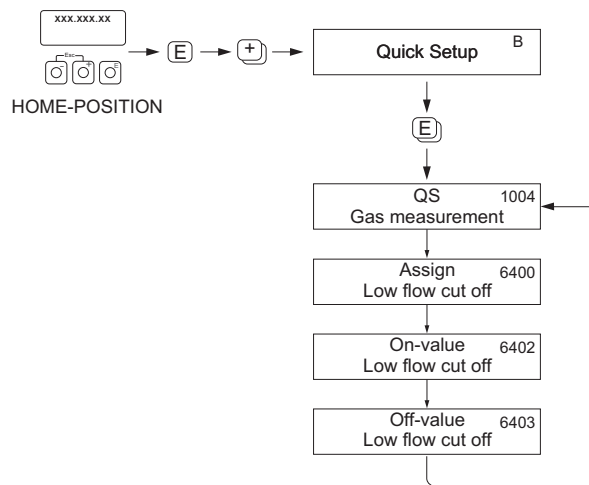 xxx.xxx.xx
Esc
- + E
E
+
Quick Setup B
HOME-POSITION
E
QS 1004
Gas measurement
Assign 6400
Low flow cut off
On-value 6402
Low flow cut off
Off-value 6403
Low flow cut off